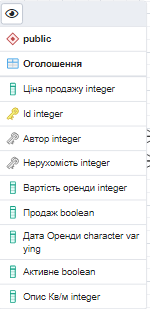 public
Оголошення
Ціна продажу integer
Id integer
Автор integer
Нерухомість integer
Вартість оренди integer
Продаж boolean
Дата Оренди character var
ying
Активне boolean
Опис Кв/м integer